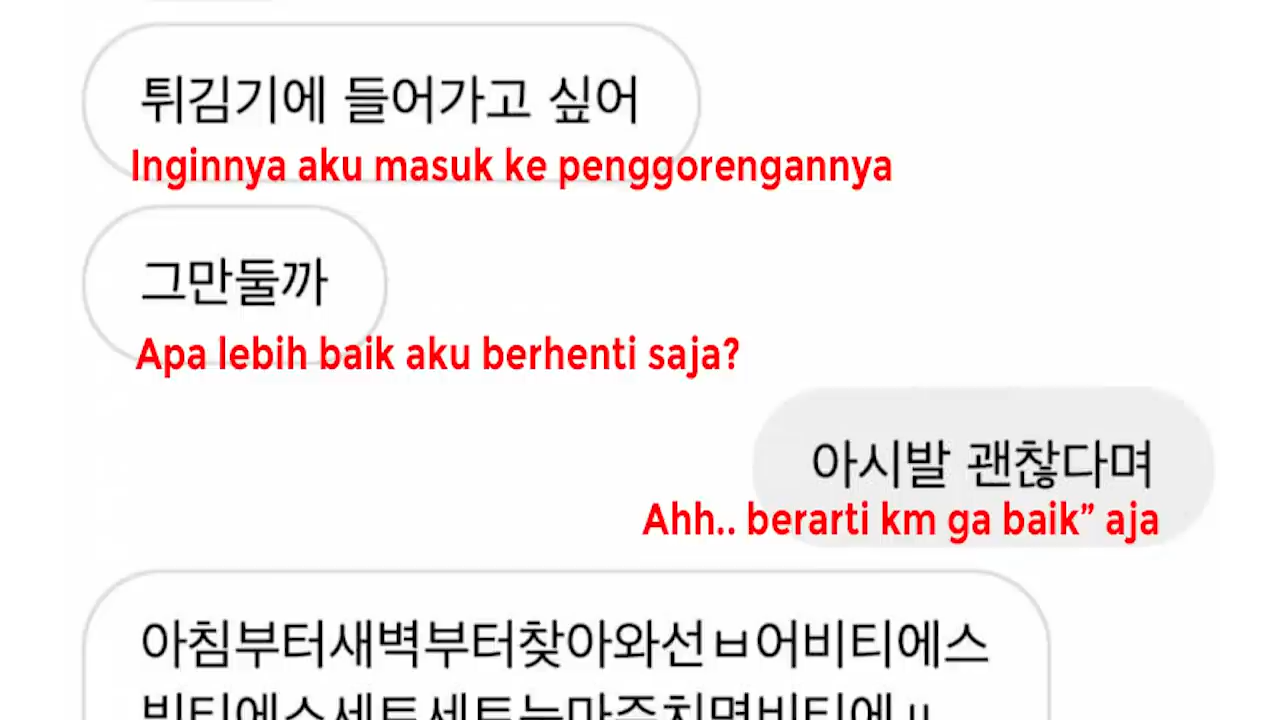 튀김기에 들어가고 싶어
Inginnya aku masuk ke penggorengannya
그만둘까
Apa lebih baik aku berhenti saja?
아시발 괜찮다며
Ahh.. berarti km ga baik” aja
아침부터새벽부터찾아와선ㅂ어비티에스